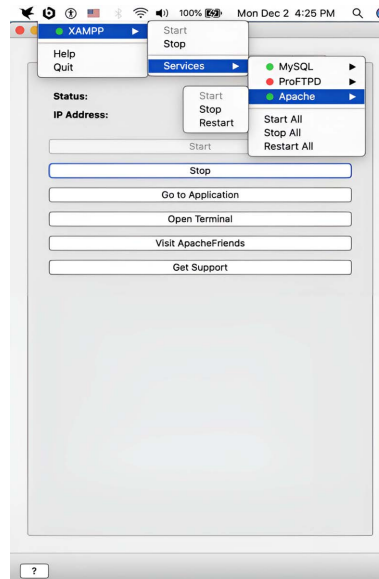 100% Mon Dec 2 4:25 PM
XAMPP
Help
Quit
Start
Stop
Services
MySQL
ProFTPD
Apache
Start All
Stop All
Restart All
Start
Stop
Restart
Status:
IP Address:
Start
Stop
Go to Application
Open Terminal
Visit ApacheFriends
Get Support
?